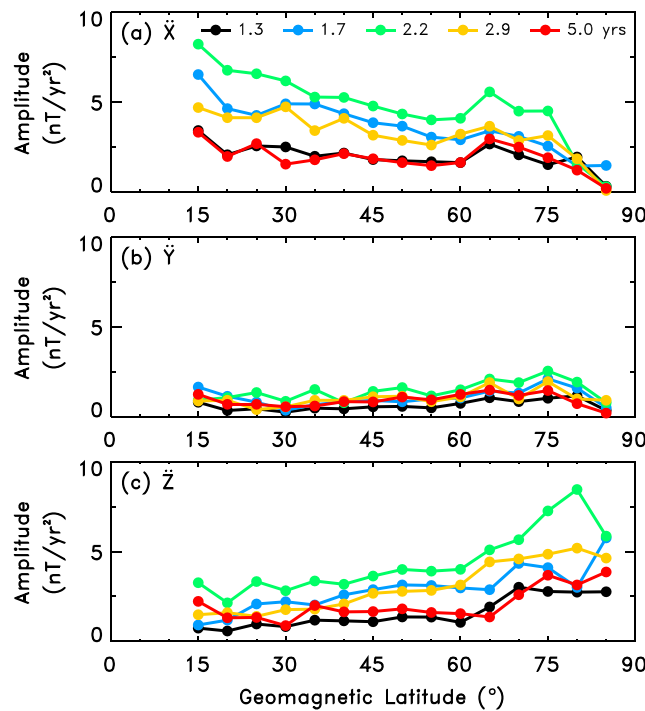 (a) Ẍ 1.3 1.7 2.2 2.9 5.0 yrs
10
5
0
Amplitude
(nT/yr²)
0 15 30 45 60 75 90
(b) Ÿ
10
5
0
Amplitude
(nT/yr²)
0 15 30 45 60 75 90
(c) Z̈
10
5
0
Amplitude
(nT/yr²)
0 15 30 45 60 75 90
Geomagnetic Latitude (°)